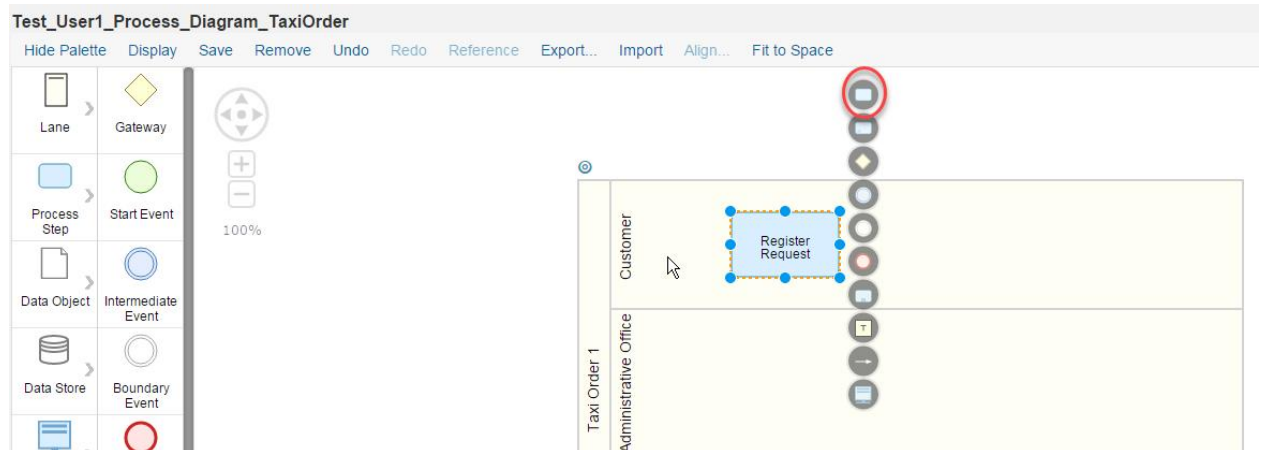 Test_User1_Process_Diagram_TaxiOrder
Hide Palette Display Save Remove Undo Redo Reference Export... Import Align... Fit to Space
Lane
Gateway
Process
Step
Start Event
Data Object
Intermediate
Event
Data Store
Boundary
Event
100%
Taxi Order 1
Customer
Administrative Office
Register
Request
T